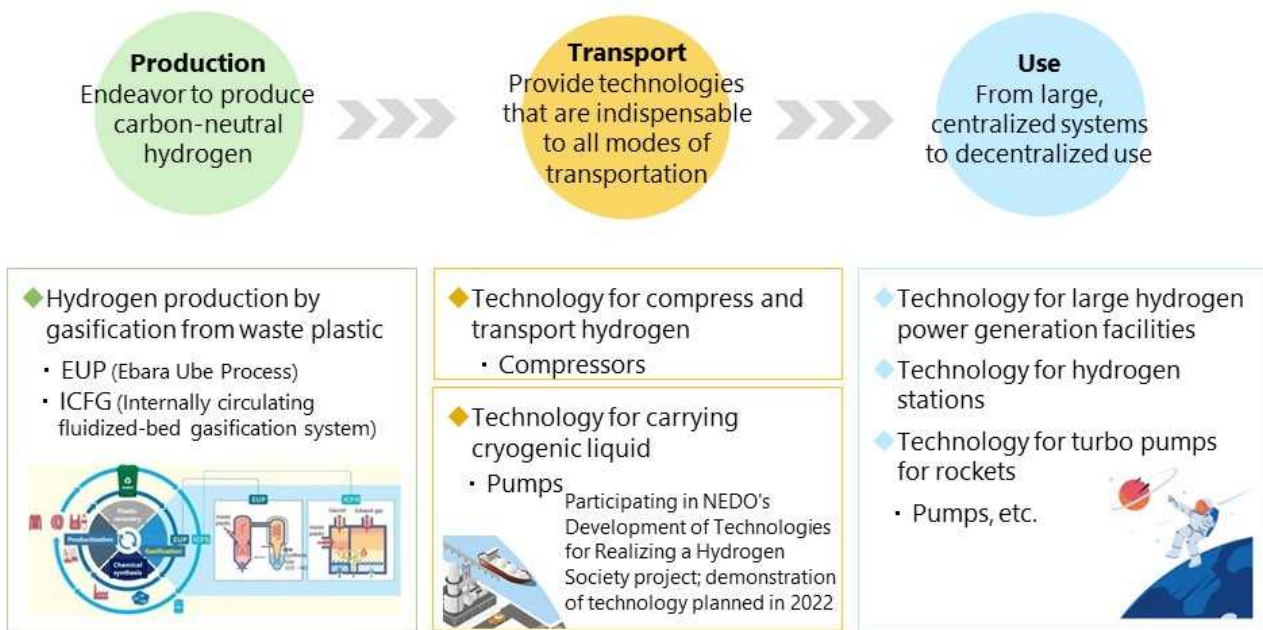 Production
Endeavor to produce
carbon-neutral
hydrogen
Transport
Provide technologies
that are indispensable
to all modes of
transportation
Use
From large,
centralized systems
to decentralized use
◆Hydrogen production by
gasification from waste plastic
・EUP (Ebara Ube Process)
・ICFG (Internally circulating
fluidized-bed gasification system)
Plastic
recovery
Productization
Gasification
Chemical
synthesis
EUP
ICFG
EUP
ICFG
◆Technology for compress and
transport hydrogen
・Compressors
◆Technology for carrying
cryogenic liquid
・Pumps
Participating in NEDO's
Development of Technologies
for Realizing a Hydrogen
Society project; demonstration
of technology planned in 2022
◆Technology for large hydrogen
power generation facilities
◆Technology for hydrogen
stations
◆Technology for turbo pumps
for rockets
・Pumps, etc.